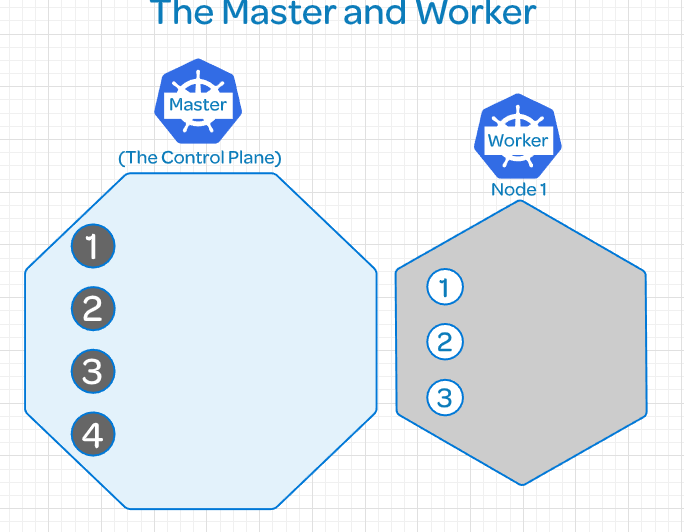 The Master and Worker
Master
(The Control Plane)
1
2
3
4
Worker
Node 1
1
2
3